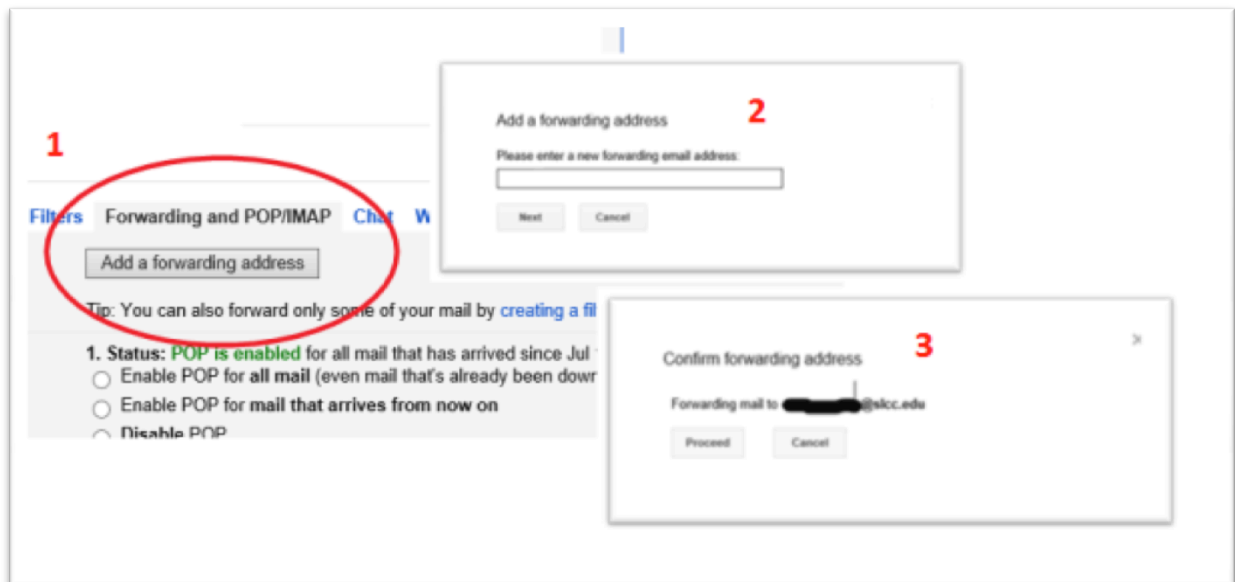 1
Filters Forwarding and POP/IMAP Chat W
Add a forwarding address
Tip: You can also forward only some of your mail by creating a fil
1. Status: POP is enabled for all mail that has arrived since Jul
Enable POP for all mail (even mail that's already been down
Enable POP for mail that arrives from now on
Disable POP
2
Add a forwarding address
Please enter a new forwarding email address:
Next Cancel
3
Confirm forwarding address
Forwarding mail to @slcc.edu
Proceed Cancel